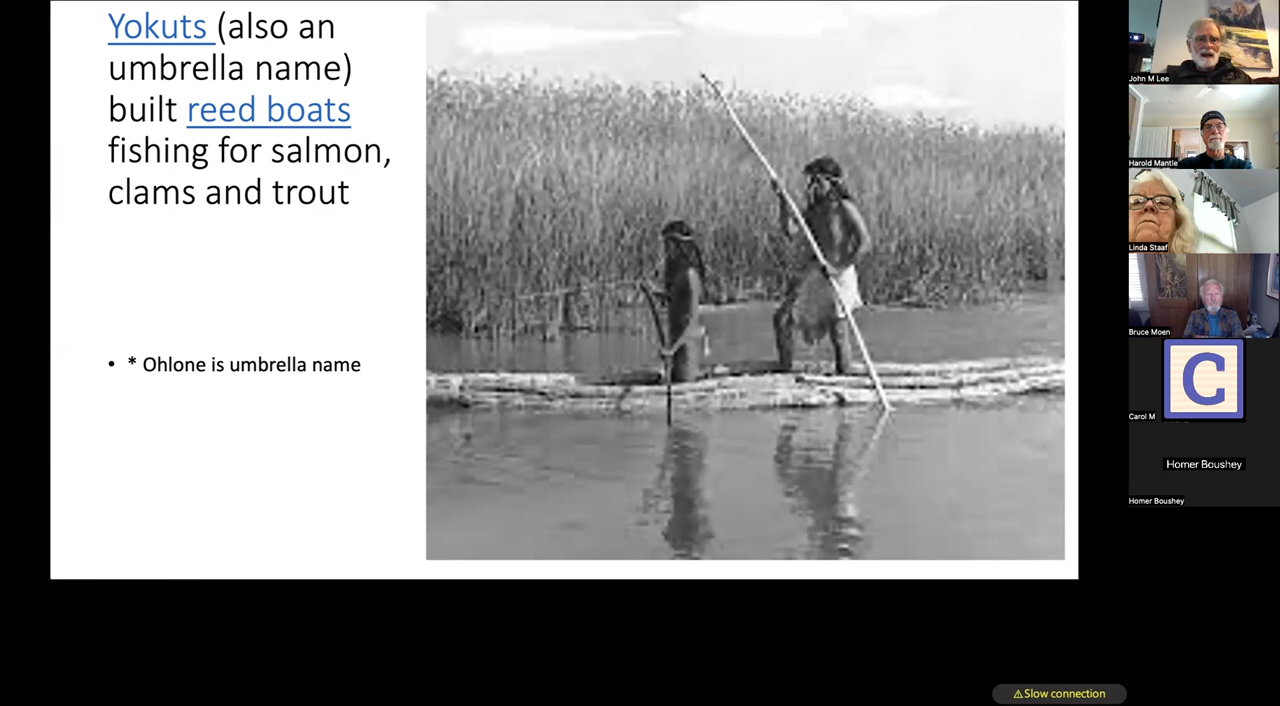 Yokuts (also an
umbrella name)
built reed boats
fishing for salmon,
clams and trout
• * Ohlone is umbrella name
John M Lee
Harold Mantle
Linda Staaf
Bruce Moen
C
Carol M
Homer Boushey
Homer Boushey
⚠Slow connection